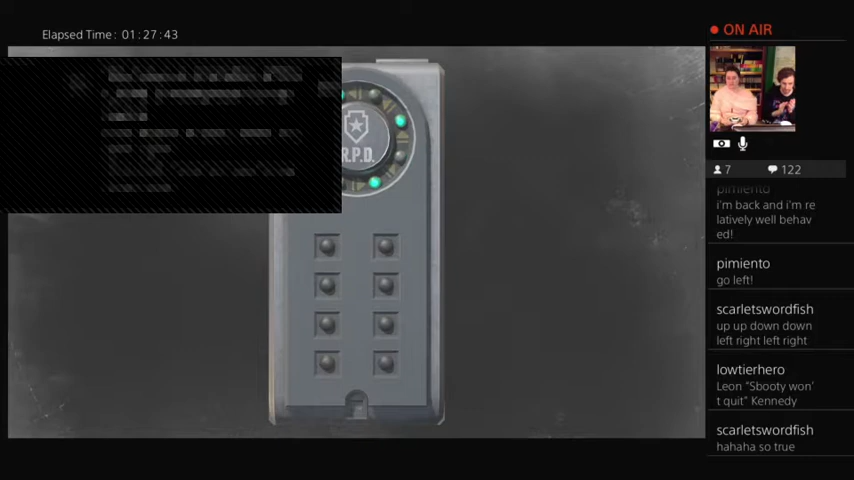 Elapsed Time: 01:27:43
ON AIR
R.P.D.
7
122
pimiento
i'm back and i'm re
latively well behav
ed!
pimiento
go left!
scarletswordfish
up up down down
left right left right
lowtierhero
Leon "Sbooty won'
t quit" Kennedy
scarletswordfish
hahaha so true